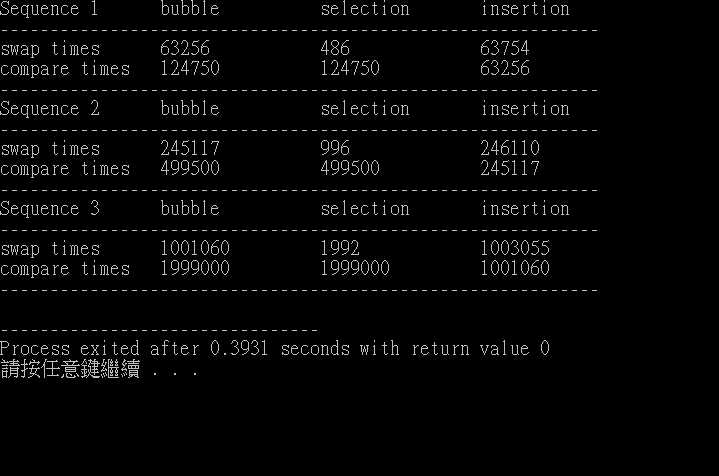 Sequence 1 bubble selection insertion
------------------------------------------------------------
swap times 63256 486 63754
compare times 124750 124750 63256
------------------------------------------------------------
Sequence 2 bubble selection insertion
------------------------------------------------------------
swap times 245117 996 246110
compare times 499500 499500 245117
------------------------------------------------------------
Sequence 3 bubble selection insertion
------------------------------------------------------------
swap times 1001060 1992 1003055
compare times 1999000 1999000 1001060
------------------------------------------------------------
--------------------------------
Process exited after 0.3931 seconds with return value 0
請按任意鍵繼續 . . .